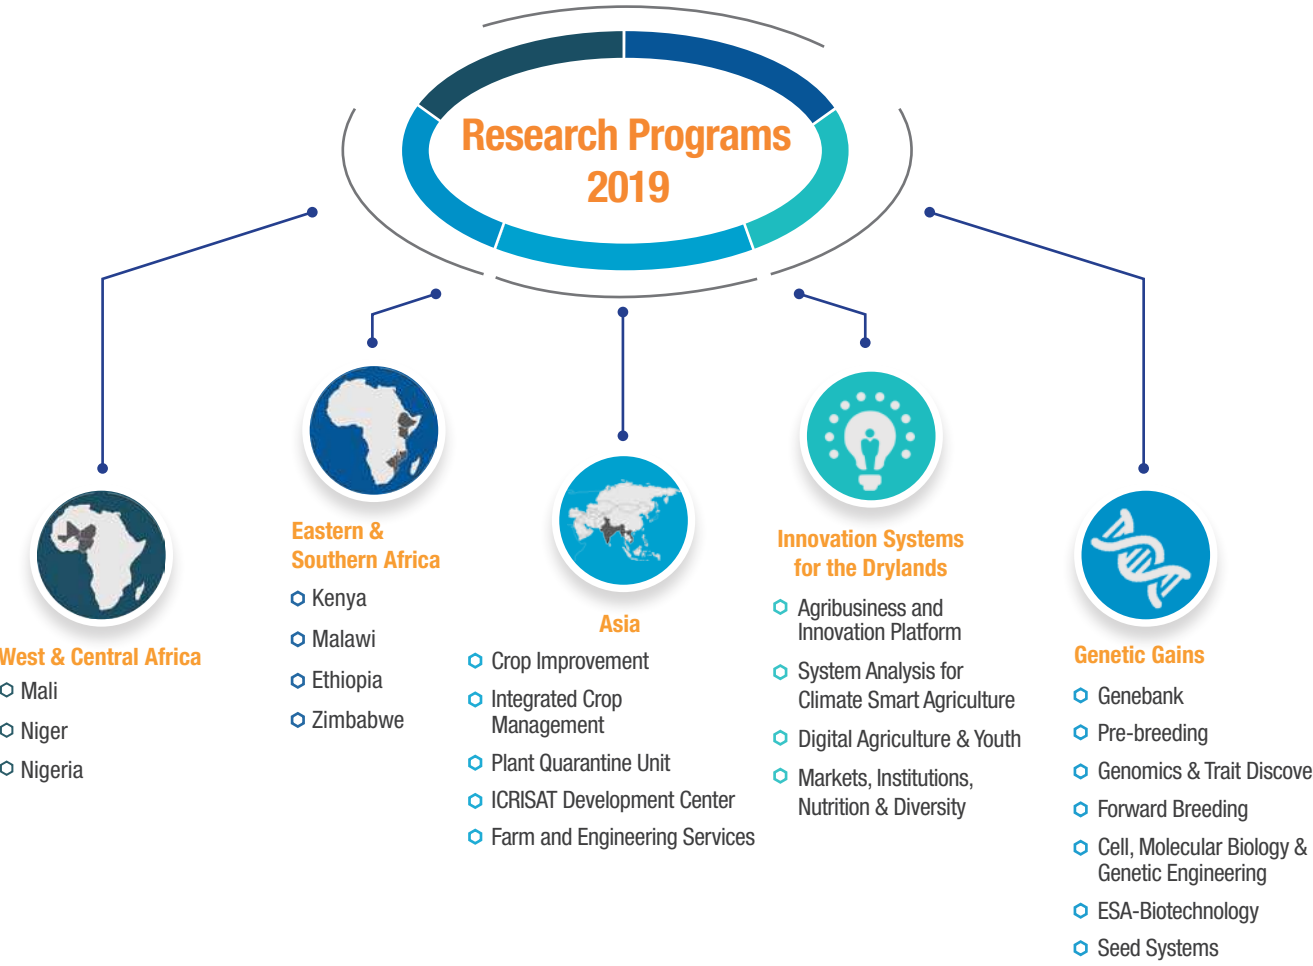 Research Programs
2019
West & Central Africa
Mali
Niger
Nigeria
Eastern &
Southern Africa
Kenya
Malawi
Ethiopia
Zimbabwe
Asia
Crop Improvement
Integrated Crop
Management
Plant Quarantine Unit
ICRISAT Development Center
Farm and Engineering Services
Innovation Systems
for the Drylands
Agribusiness and
Innovation Platform
System Analysis for
Climate Smart Agriculture
Digital Agriculture & Youth
Markets, Institutions,
Nutrition & Diversity
Genetic Gains
Genebank
Pre-breeding
Genomics & Trait Discove
Forward Breeding
Cell, Molecular Biology &
Genetic Engineering
ESA-Biotechnology
Seed Systems